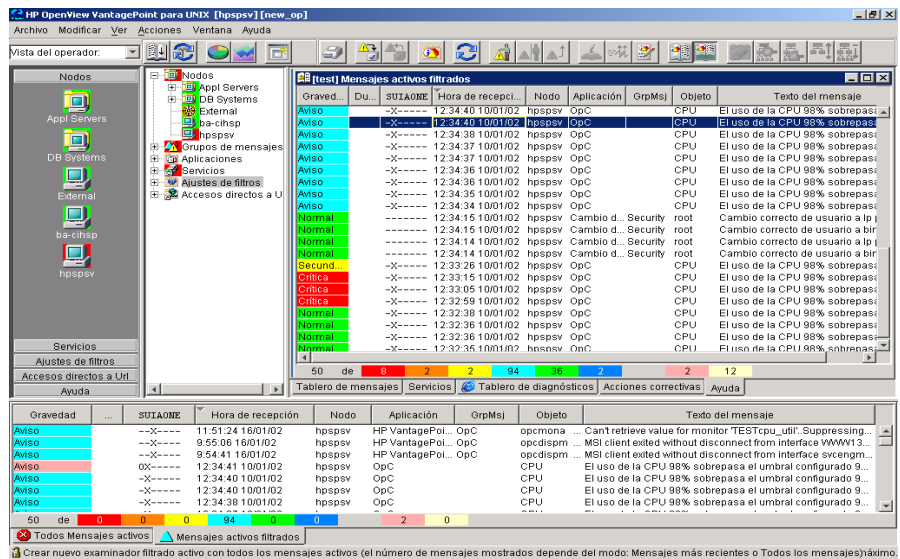 HP OpenView VantagePoint para UNIX [hpspsv] [new_op]
Archivo Modificar Ver Acciones Ventana Ayuda
Vista del operador:
Nodos
Appl Servers
DB Systems
External
ba-cihsp
hpspsv
Servicios
Ajustes de filtros
Accesos directos a Url
Ayuda
Nodos
Appl Servers
DB Systems
External
ba-cihsp
hpspsv
Grupos de mensajes
Aplicaciones
Servicios
Ajustes de filtros
Accesos directos a U
[test] Mensajes activos filtrados
Graved... Du... SUIAONE Hora de recepci... Nodo Aplicación GrpMsj Objeto Texto del mensaje
Aviso -X----- 12:34:40 10/01/02 hpspsv OpC CPU El uso de la CPU 98% sobrepasa
Aviso -X----- 12:34:40 10/01/02 hpspsv OpC CPU El uso de la CPU 98% sobrepasa
Aviso -X----- 12:34:38 10/01/02 hpspsv OpC CPU El uso de la CPU 98% sobrepasa
Aviso -X----- 12:34:37 10/01/02 hpspsv OpC CPU El uso de la CPU 98% sobrepasa
Aviso -X----- 12:34:37 10/01/02 hpspsv OpC CPU El uso de la CPU 98% sobrepasa
Aviso -X----- 12:34:36 10/01/02 hpspsv OpC CPU El uso de la CPU 98% sobrepasa
Aviso -X----- 12:34:36 10/01/02 hpspsv OpC CPU El uso de la CPU 98% sobrepasa
Aviso -X----- 12:34:35 10/01/02 hpspsv OpC CPU El uso de la CPU 98% sobrepasa
Aviso -X----- 12:34:34 10/01/02 hpspsv OpC CPU El uso de la CPU 98% sobrepasa
Normal ------- 12:34:15 10/01/02 hpspsv Cambio d... Security root Cambio correcto de usuario a lp
Normal ------- 12:34:15 10/01/02 hpspsv Cambio d... Security root Cambio correcto de usuario a bin
Normal ------- 12:34:14 10/01/02 hpspsv Cambio d... Security root Cambio correcto de usuario a lp
Normal ------- 12:34:14 10/01/02 hpspsv Cambio d... Security root Cambio correcto de usuario a bin
Secund... -X----- 12:33:26 10/01/02 hpspsv OpC CPU El uso de la CPU 98% sobrepasa
Crítica -X----- 12:33:15 10/01/02 hpspsv OpC CPU El uso de la CPU 98% sobrepasa
Crítica -X----- 12:33:05 10/01/02 hpspsv OpC CPU El uso de la CPU 98% sobrepasa
Crítica -X----- 12:32:59 10/01/02 hpspsv OpC CPU El uso de la CPU 98% sobrepasa
Normal -X----- 12:32:38 10/01/02 hpspsv OpC CPU El uso de la CPU 98% sobrepasa
Normal -X----- 12:32:36 10/01/02 hpspsv OpC CPU El uso de la CPU 98% sobrepasa
Normal -X----- 12:32:36 10/01/02 hpspsv OpC CPU El uso de la CPU 98% sobrepasa
Normal -X----- 12:32:35 10/01/02 hpspsv OpC CPU El uso de la CPU 98% sobrepasa
50 de 8 2 2 94 36 2 2 12
Tablero de mensajes Servicios Tablero de diagnósticos Acciones correctivas Ayuda
Gravedad ... SUIAONE Hora de recepción Nodo Aplicación GrpMsj Objeto Texto del mensaje
Aviso --X---- 11:51:24 16/01/02 hpspsv HP VantagePoi... OpC opcmona ... Can't retrieve value for monitor 'TESTcpu_util'..Suppressing...
Aviso --X---- 9:55:06 16/01/02 hpspsv HP VantagePoi... OpC opcdispm ... MSI client exited without disconnect from interface WWW13...
Aviso --X---- 9:54:41 16/01/02 hpspsv HP VantagePoi... OpC opcdispm ... MSI client exited without disconnect from interface svcengm...
Aviso 0X----- 12:34:41 10/01/02 hpspsv OpC CPU El uso de la CPU 98% sobrepasa el umbral configurado 9...
Aviso -X----- 12:34:40 10/01/02 hpspsv OpC CPU El uso de la CPU 98% sobrepasa el umbral configurado 9...
Aviso -X----- 12:34:40 10/01/02 hpspsv OpC CPU El uso de la CPU 98% sobrepasa el umbral configurado 9...
Aviso -X----- 12:34:38 10/01/02 hpspsv OpC CPU El uso de la CPU 98% sobrepasa el umbral configurado 9...
50 de 0 0 0 94 0 0 2 0
Todos Mensajes activos Mensajes activos filtrados
Crear nuevo examinador filtrado activo con todos los mensajes activos (el número de mensajes mostrados depende del modo: Mensajes más recientes o Todos los mensajes)náximo.